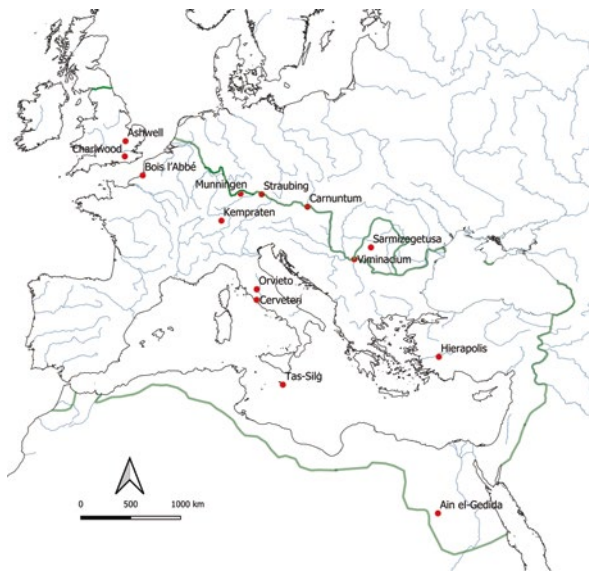 Ashwell
Charlwood
Bois l'Abbé
Munningen
Straubing
Carnuntum
Kempraten
Sarmizegetusa
Viminacium
Orvieto
Cerveteri
Hierapolis
Tas-Silġ
Ain el-Gedida
0 500 1000 km